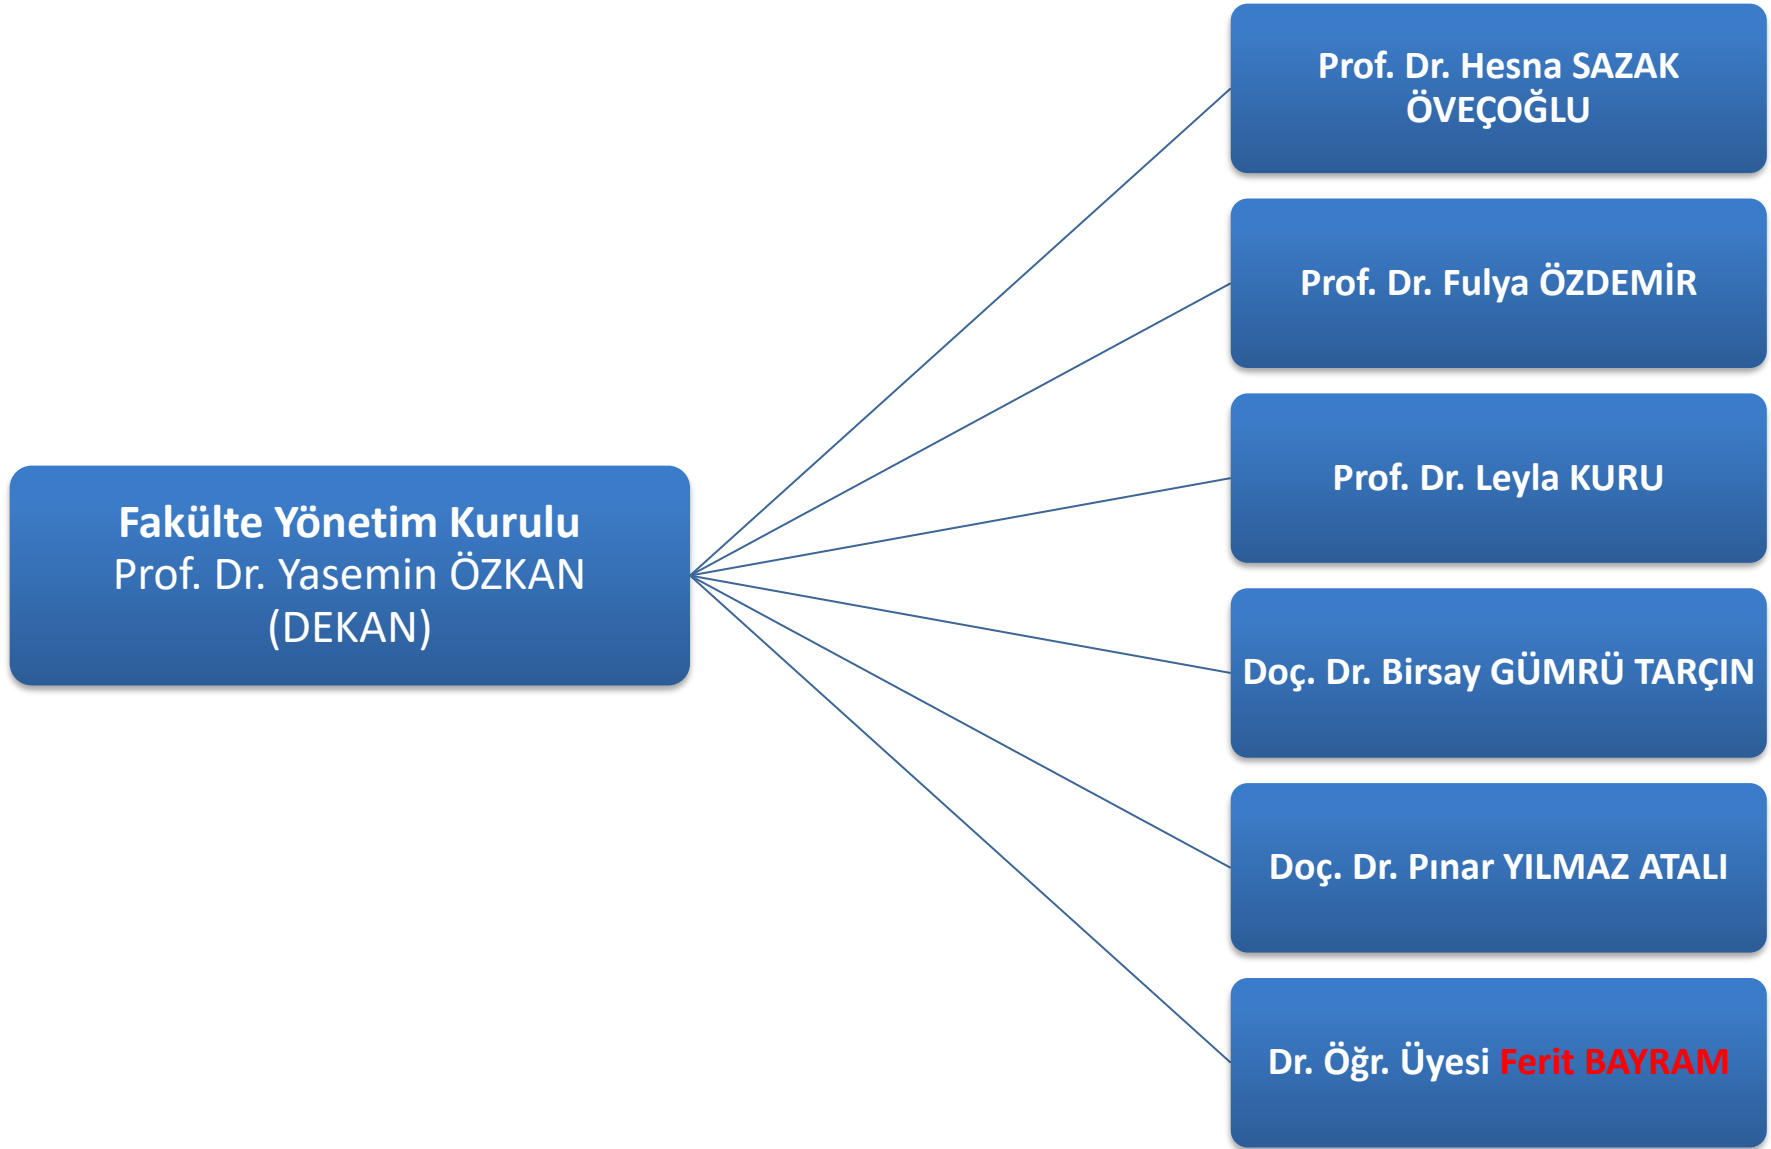 Prof. Dr. Hesna SAZAK
ÖVEÇOĞLU
Prof. Dr. Fulya ÖZDEMİR
Prof. Dr. Leyla KURU
Fakülte Yönetim Kurulu
Prof. Dr. Yasemin ÖZKAN
(DEKAN)
Doç. Dr. Birsay GÜMRÜ TARÇIN
Doç. Dr. Pınar YILMAZ ATALI
Dr. Öğr. Üyesi Ferit BAYRAM